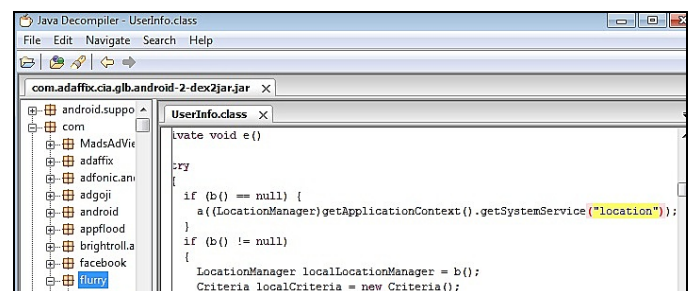 Java Decompiler - UserInfo.class
File Edit Navigate Search Help
com.adaffix.cia.glb.android-2-dex2jar.jar X
android.suppo
com
MadsAdVie
adaffix
adfonic.an
adgoji
android
appflood
brightroll.a
facebook
flurry
UserInfo.class X
ivate void e()
try
{
if (b() == null) {
a((LocationManager)getApplicationContext().getSystemService("location"));
}
if (b() != null)
{
LocationManager localLocationManager = b();
Criteria localCriteria = new Criteria();